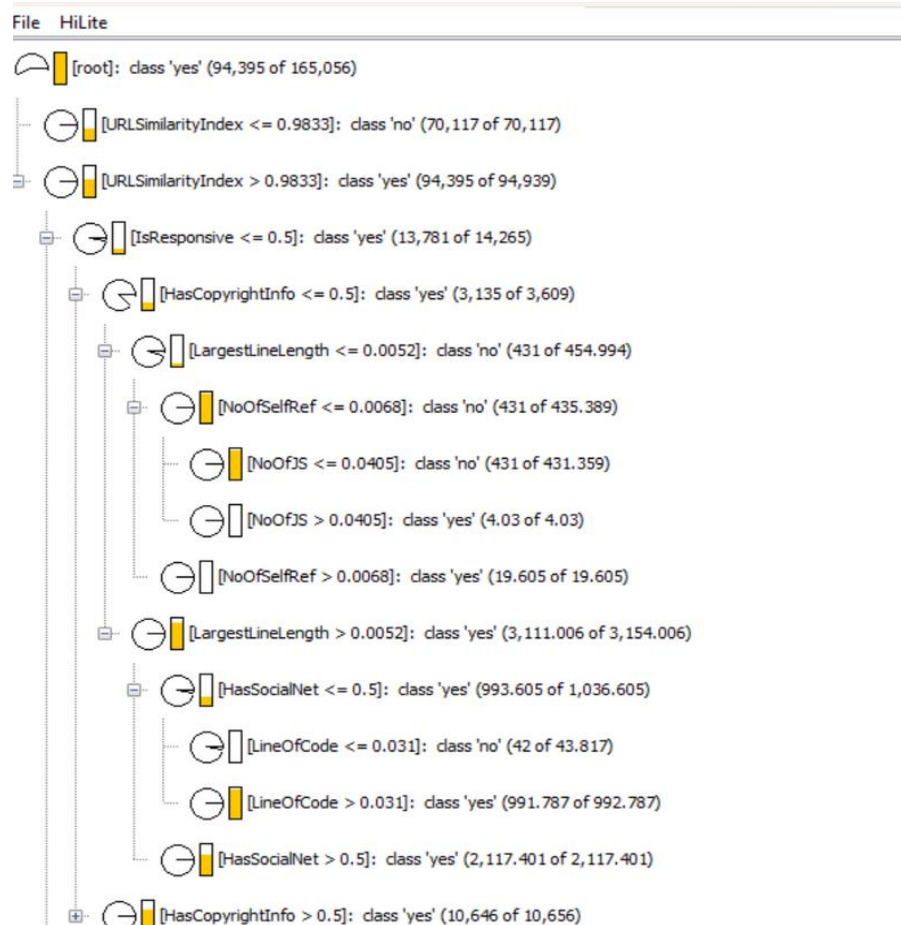 File HiLite
[root]: class 'yes' (94,395 of 165,056)
[URLSimilarityIndex <= 0.9833]: class 'no' (70,117 of 70,117)
[URLSimilarityIndex > 0.9833]: class 'yes' (94,395 of 94,939)
[IsResponsive <= 0.5]: class 'yes' (13,781 of 14,265)
[HasCopyrightInfo <= 0.5]: class 'yes' (3,135 of 3,609)
[LargestLineLength <= 0.0052]: class 'no' (431 of 454.994)
[NoOfSelfRef <= 0.0068]: class 'no' (431 of 435.389)
[NoOfJS <= 0.0405]: class 'no' (431 of 431.359)
[NoOfJS > 0.0405]: class 'yes' (4.03 of 4.03)
[NoOfSelfRef > 0.0068]: class 'yes' (19.605 of 19.605)
[LargestLineLength > 0.0052]: class 'yes' (3,111.006 of 3,154.006)
[HasSocialNet <= 0.5]: class 'yes' (993.605 of 1,036.605)
[LineOfCode <= 0.031]: class 'no' (42 of 43.817)
[LineOfCode > 0.031]: class 'yes' (991.787 of 992.787)
[HasSocialNet > 0.5]: class 'yes' (2,117.401 of 2,117.401)
[HasCopyrightInfo > 0.5]: class 'yes' (10,646 of 10,656)